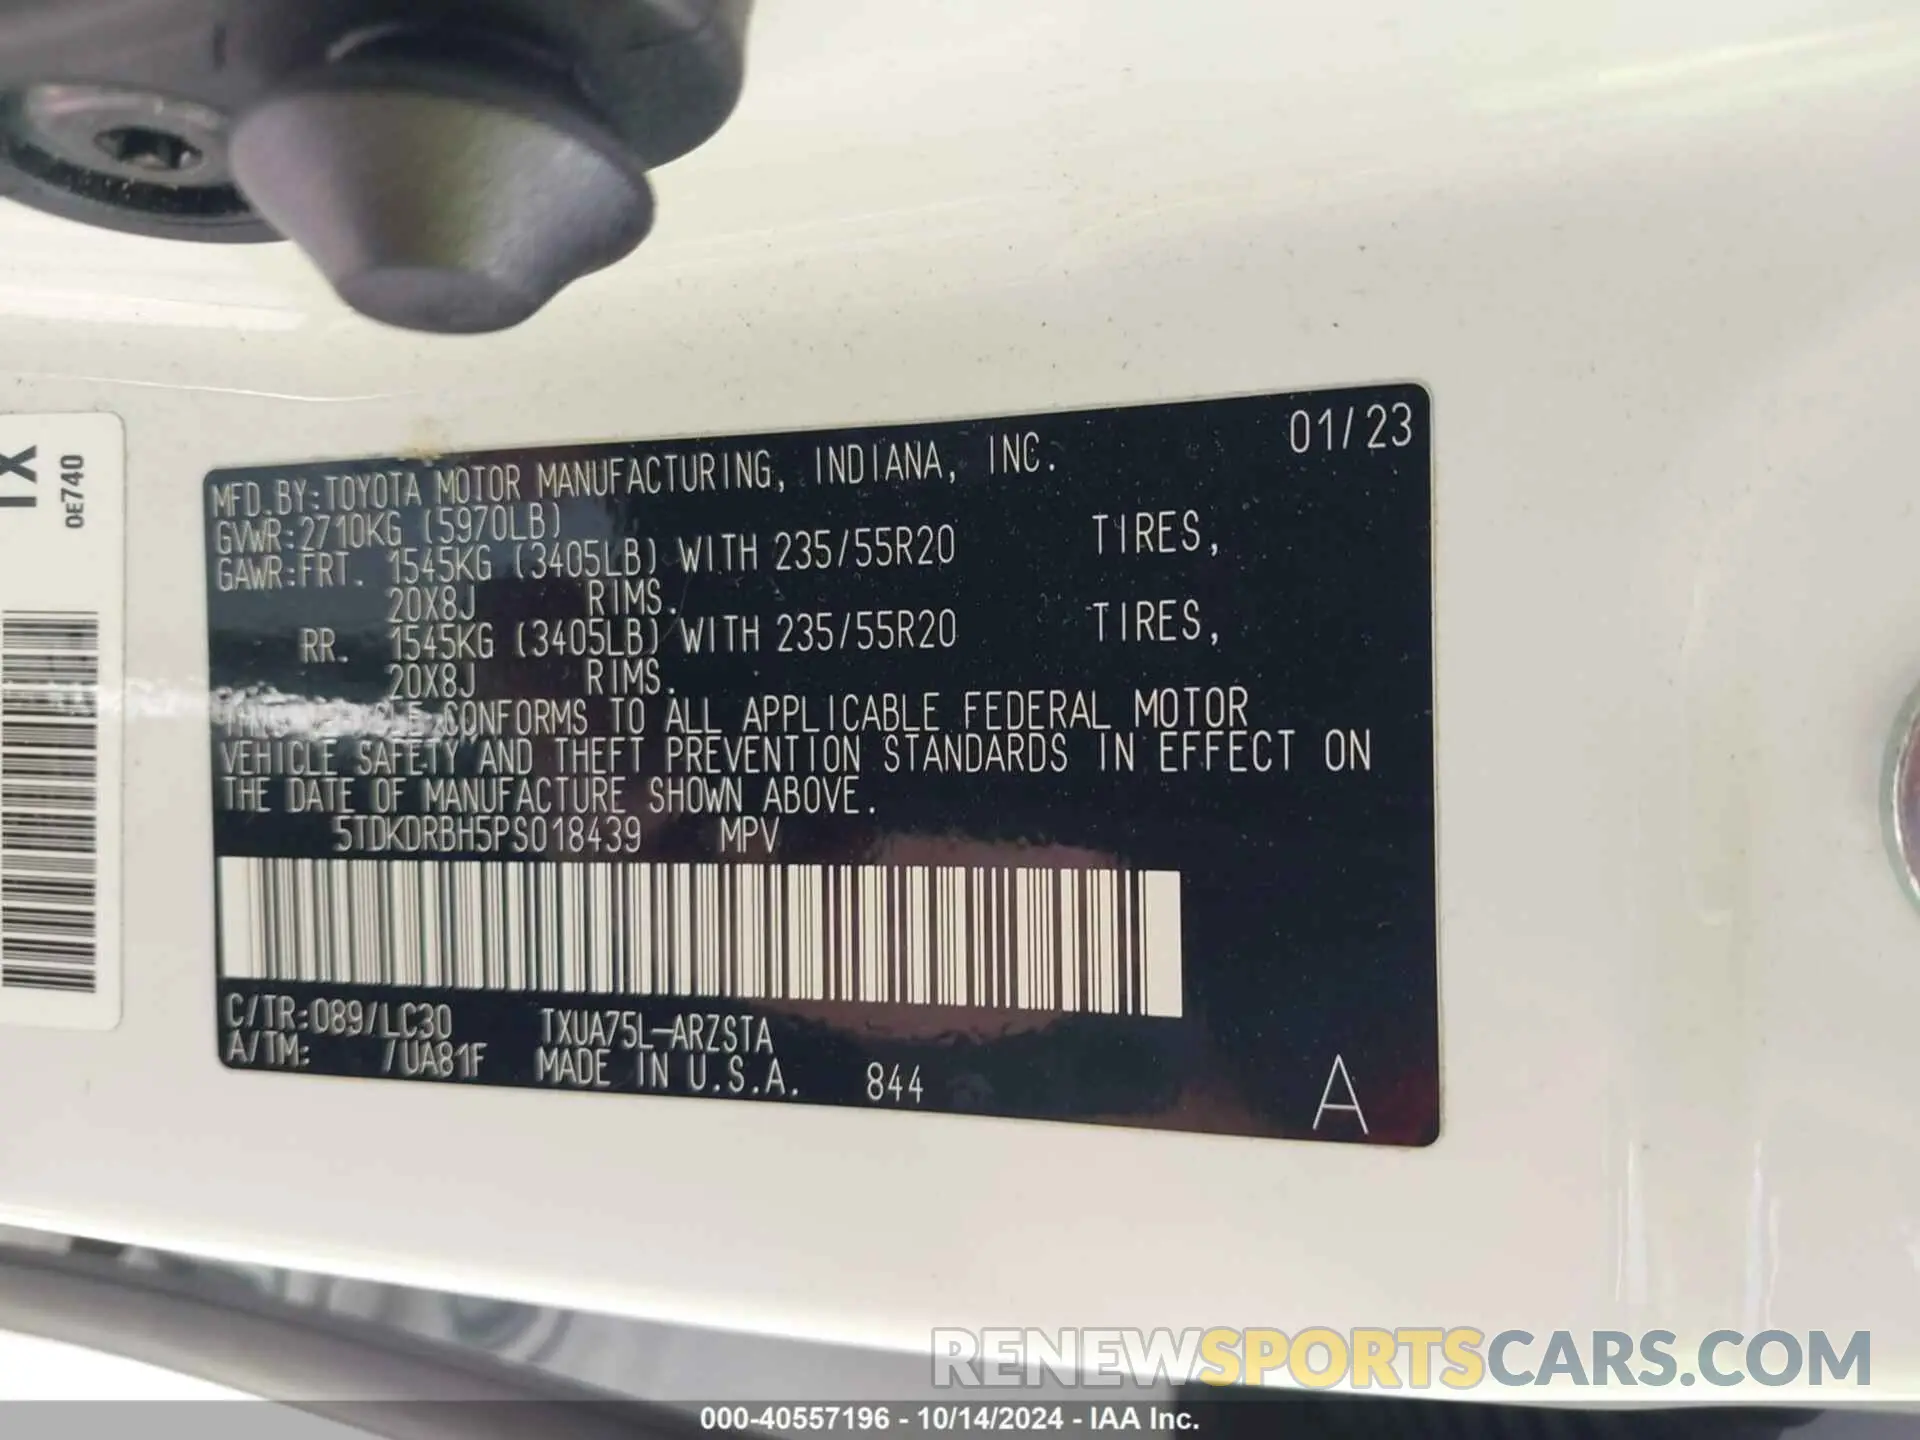 TX
0E740
01/23
MFD.BY:TOYOTA MOTOR MANUFACTURING, INDIANA, INC.
GVWR:2710KG (5970LB)
GAWR:FRT. 1545KG (3405LB) WITH 235/55R20 TIRES,
20X8J RIMS.
RR. 1545KG (3405LB) WITH 235/55R20 TIRES,
20X8J RIMS.
THIS VEHICLE CONFORMS TO ALL APPLICABLE FEDERAL MOTOR
VEHICLE SAFETY AND THEFT PREVENTION STANDARDS IN EFFECT ON
THE DATE OF MANUFACTURE SHOWN ABOVE.
5TDKDRBH5PS018439 MPV
C/TR:089/LC30 TXUA75L-ARZSTA
A/TM: /UA81F MADE IN U.S.A. 844
A
RENEWSPORTSCARS.COM
000-40557196 - 10/14/2024 - IAA Inc.